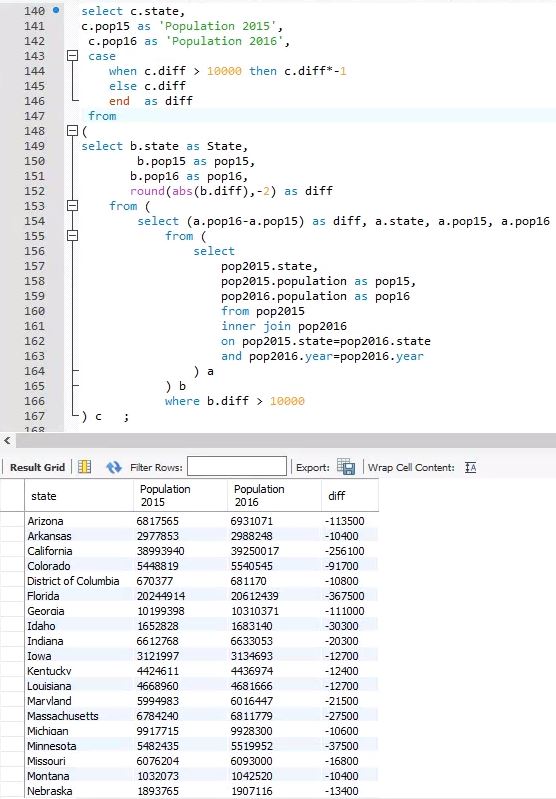 140 select c.state,
141 c.pop15 as 'Population 2015',
142 c.pop16 as 'Population 2016',
143 case
144 when c.diff > 10000 then c.diff*-1
145 else c.diff
146 end as diff
147 from
148 (
149 select b.state as State,
150 b.pop15 as pop15,
151 b.pop16 as pop16,
152 round(abs(b.diff),-2) as diff
153 from (
154 select (a.pop16-a.pop15) as diff, a.state, a.pop15, a.pop16
155 from (
156 select
157 pop2015.state,
158 pop2015.population as pop15,
159 pop2016.population as pop16
160 from pop2015
161 inner join pop2016
162 on pop2015.state=pop2016.state
163 and pop2016.year=pop2016.year
164 ) a
165 ) b
166 where b.diff > 10000
167 ) c ;
168
Result Grid Filter Rows: Export: Wrap Cell Content: IA
state Population 2015 Population 2016 diff
Arizona 6817565 6931071 -113500
Arkansas 2977853 2988248 -10400
California 38993940 39250017 -256100
Colorado 5448819 5540545 -91700
District of Columbia 670377 681170 -10800
Florida 20244914 20612439 -367500
Georgia 10199398 10310371 -111000
Idaho 1652828 1683140 -30300
Indiana 6612768 6633053 -20300
Iowa 3121997 3134693 -12700
Kentucky 4424611 4436974 -12400
Louisiana 4668960 4681666 -12700
Maryland 5994983 6016447 -21500
Massachusetts 6784240 6811779 -27500
Michigan 9917715 9928300 -10600
Minnesota 5482435 5519952 -37500
Missouri 6076204 6093000 -16800
Montana 1032073 1042520 -10400
Nebraska 1893765 1907116 -13400